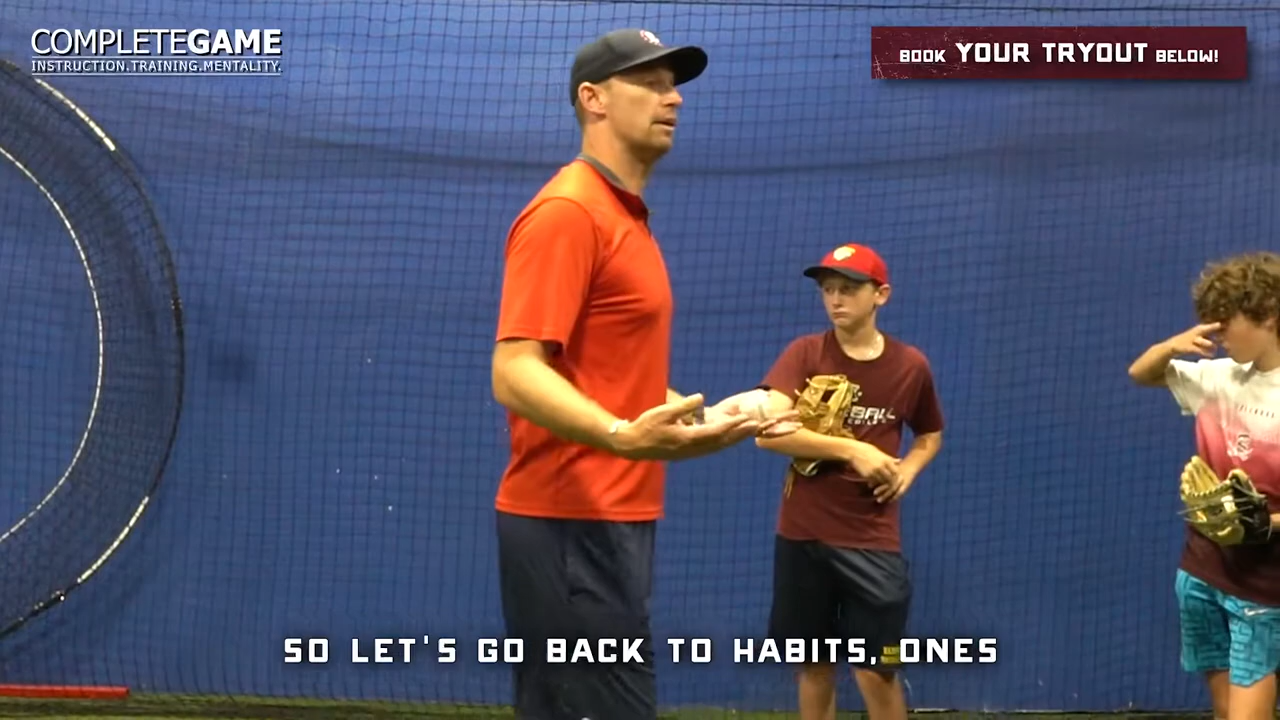 COMPLETEGAME
INSTRUCTION.TRAINING.MENTALITY.
BOOK YOUR TRYOUT BELOW!
SO LET'S GO BACK TO HABITS, ONES